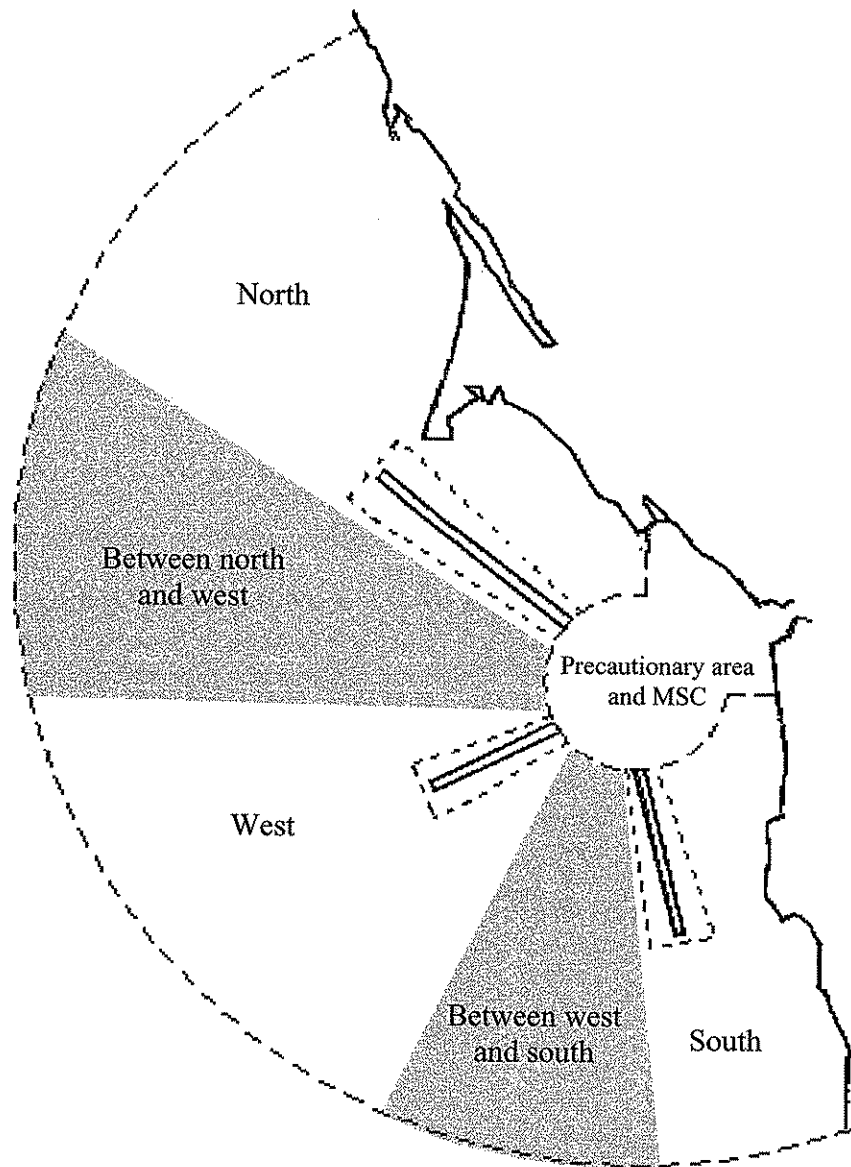 North
Between north
and west
Precautionary area
and MSC
West
Between west
and south
South